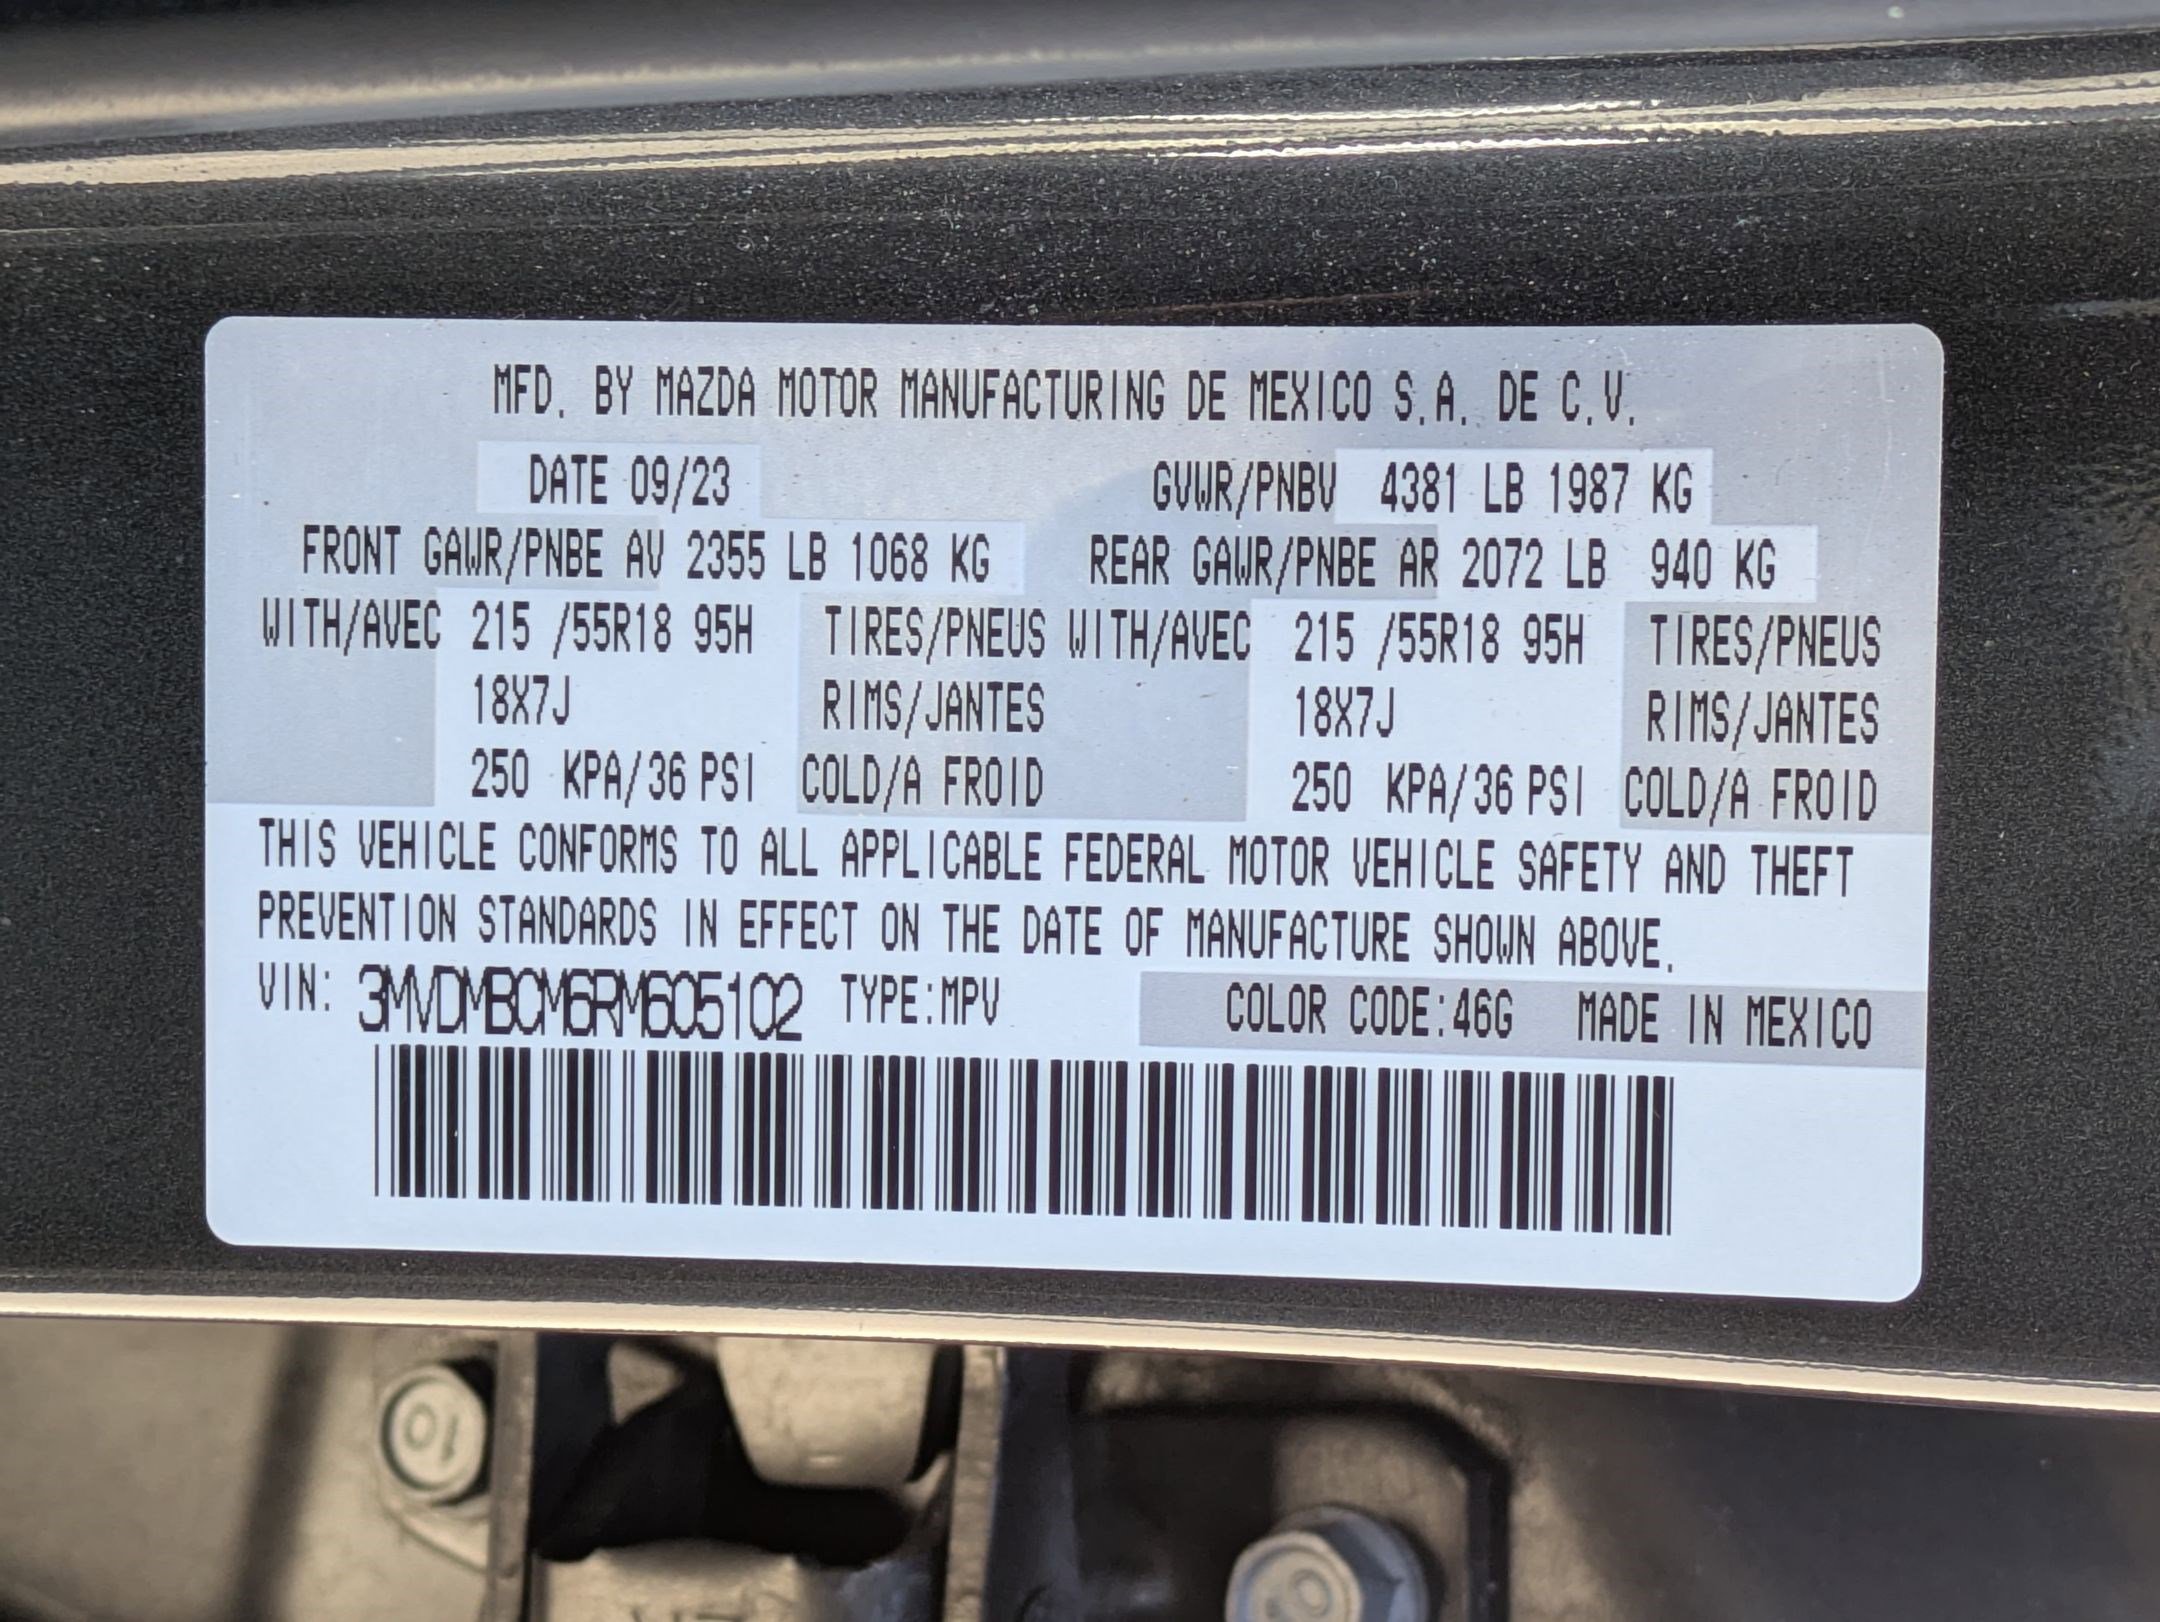 MFD. BY MAZDA MOTOR MANUFACTURING DE MEXICO S.A. DE C.V.
DATE 09/23 GVWR/PNBV 4381 LB 1987 KG
FRONT GAWR/PNBE AV 2355 LB 1068 KG REAR GAWR/PNBE AR 2072 LB 940 KG
WITH/AVEC 215 /55R18 95H TIRES/PNEUS WITH/AVEC 215 /55R18 95H TIRES/PNEUS
18X7J RIMS/JANTES 18X7J RIMS/JANTES
250 KPA/36 PSI COLD/A FROID 250 KPA/36 PSI COLD/A FROID
THIS VEHICLE CONFORMS TO ALL APPLICABLE FEDERAL MOTOR VEHICLE SAFETY AND THEFT
PREVENTION STANDARDS IN EFFECT ON THE DATE OF MANUFACTURE SHOWN ABOVE.
VIN: 3MVDMBCM6RM605102 TYPE:MPV COLOR CODE:46G MADE IN MEXICO
10